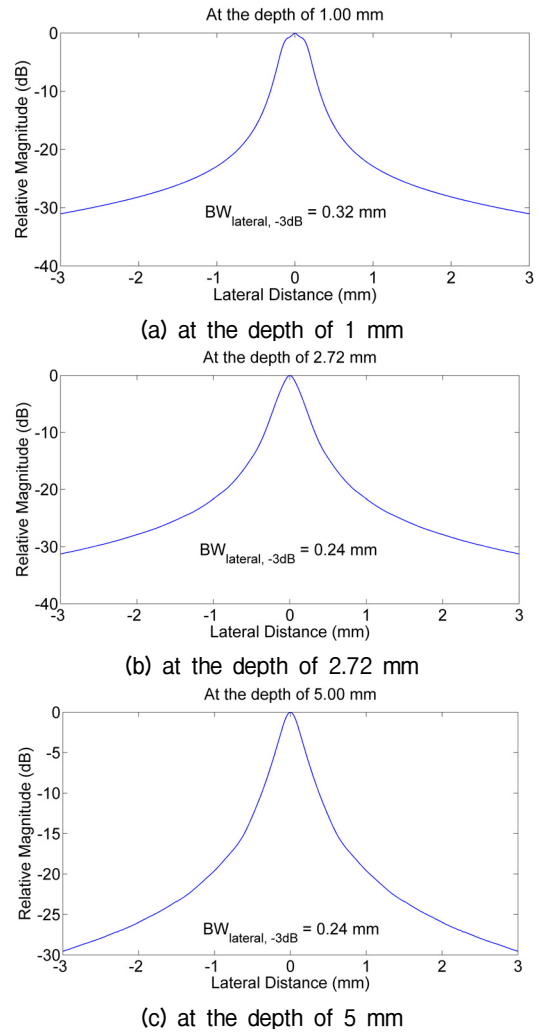 At the depth of 1.00 mm
0
-10
-20
-30
-40
Relative Magnitude (dB)
BWlateral, -3dB = 0.32 mm
-3 -2 -1 0 1 2 3
Lateral Distance (mm)
(a) at the depth of 1 mm
At the depth of 2.72 mm
0
-10
-20
-30
-40
Relative Magnitude (dB)
BWlateral, -3dB = 0.24 mm
-3 -2 -1 0 1 2 3
Lateral Distance (mm)
(b) at the depth of 2.72 mm
At the depth of 5.00 mm
0
-5
-10
-15
-20
-25
-30
Relative Magnitude (dB)
BWlateral, -3dB = 0.24 mm
-3 -2 -1 0 1 2 3
Lateral Distance (mm)
(c) at the depth of 5 mm